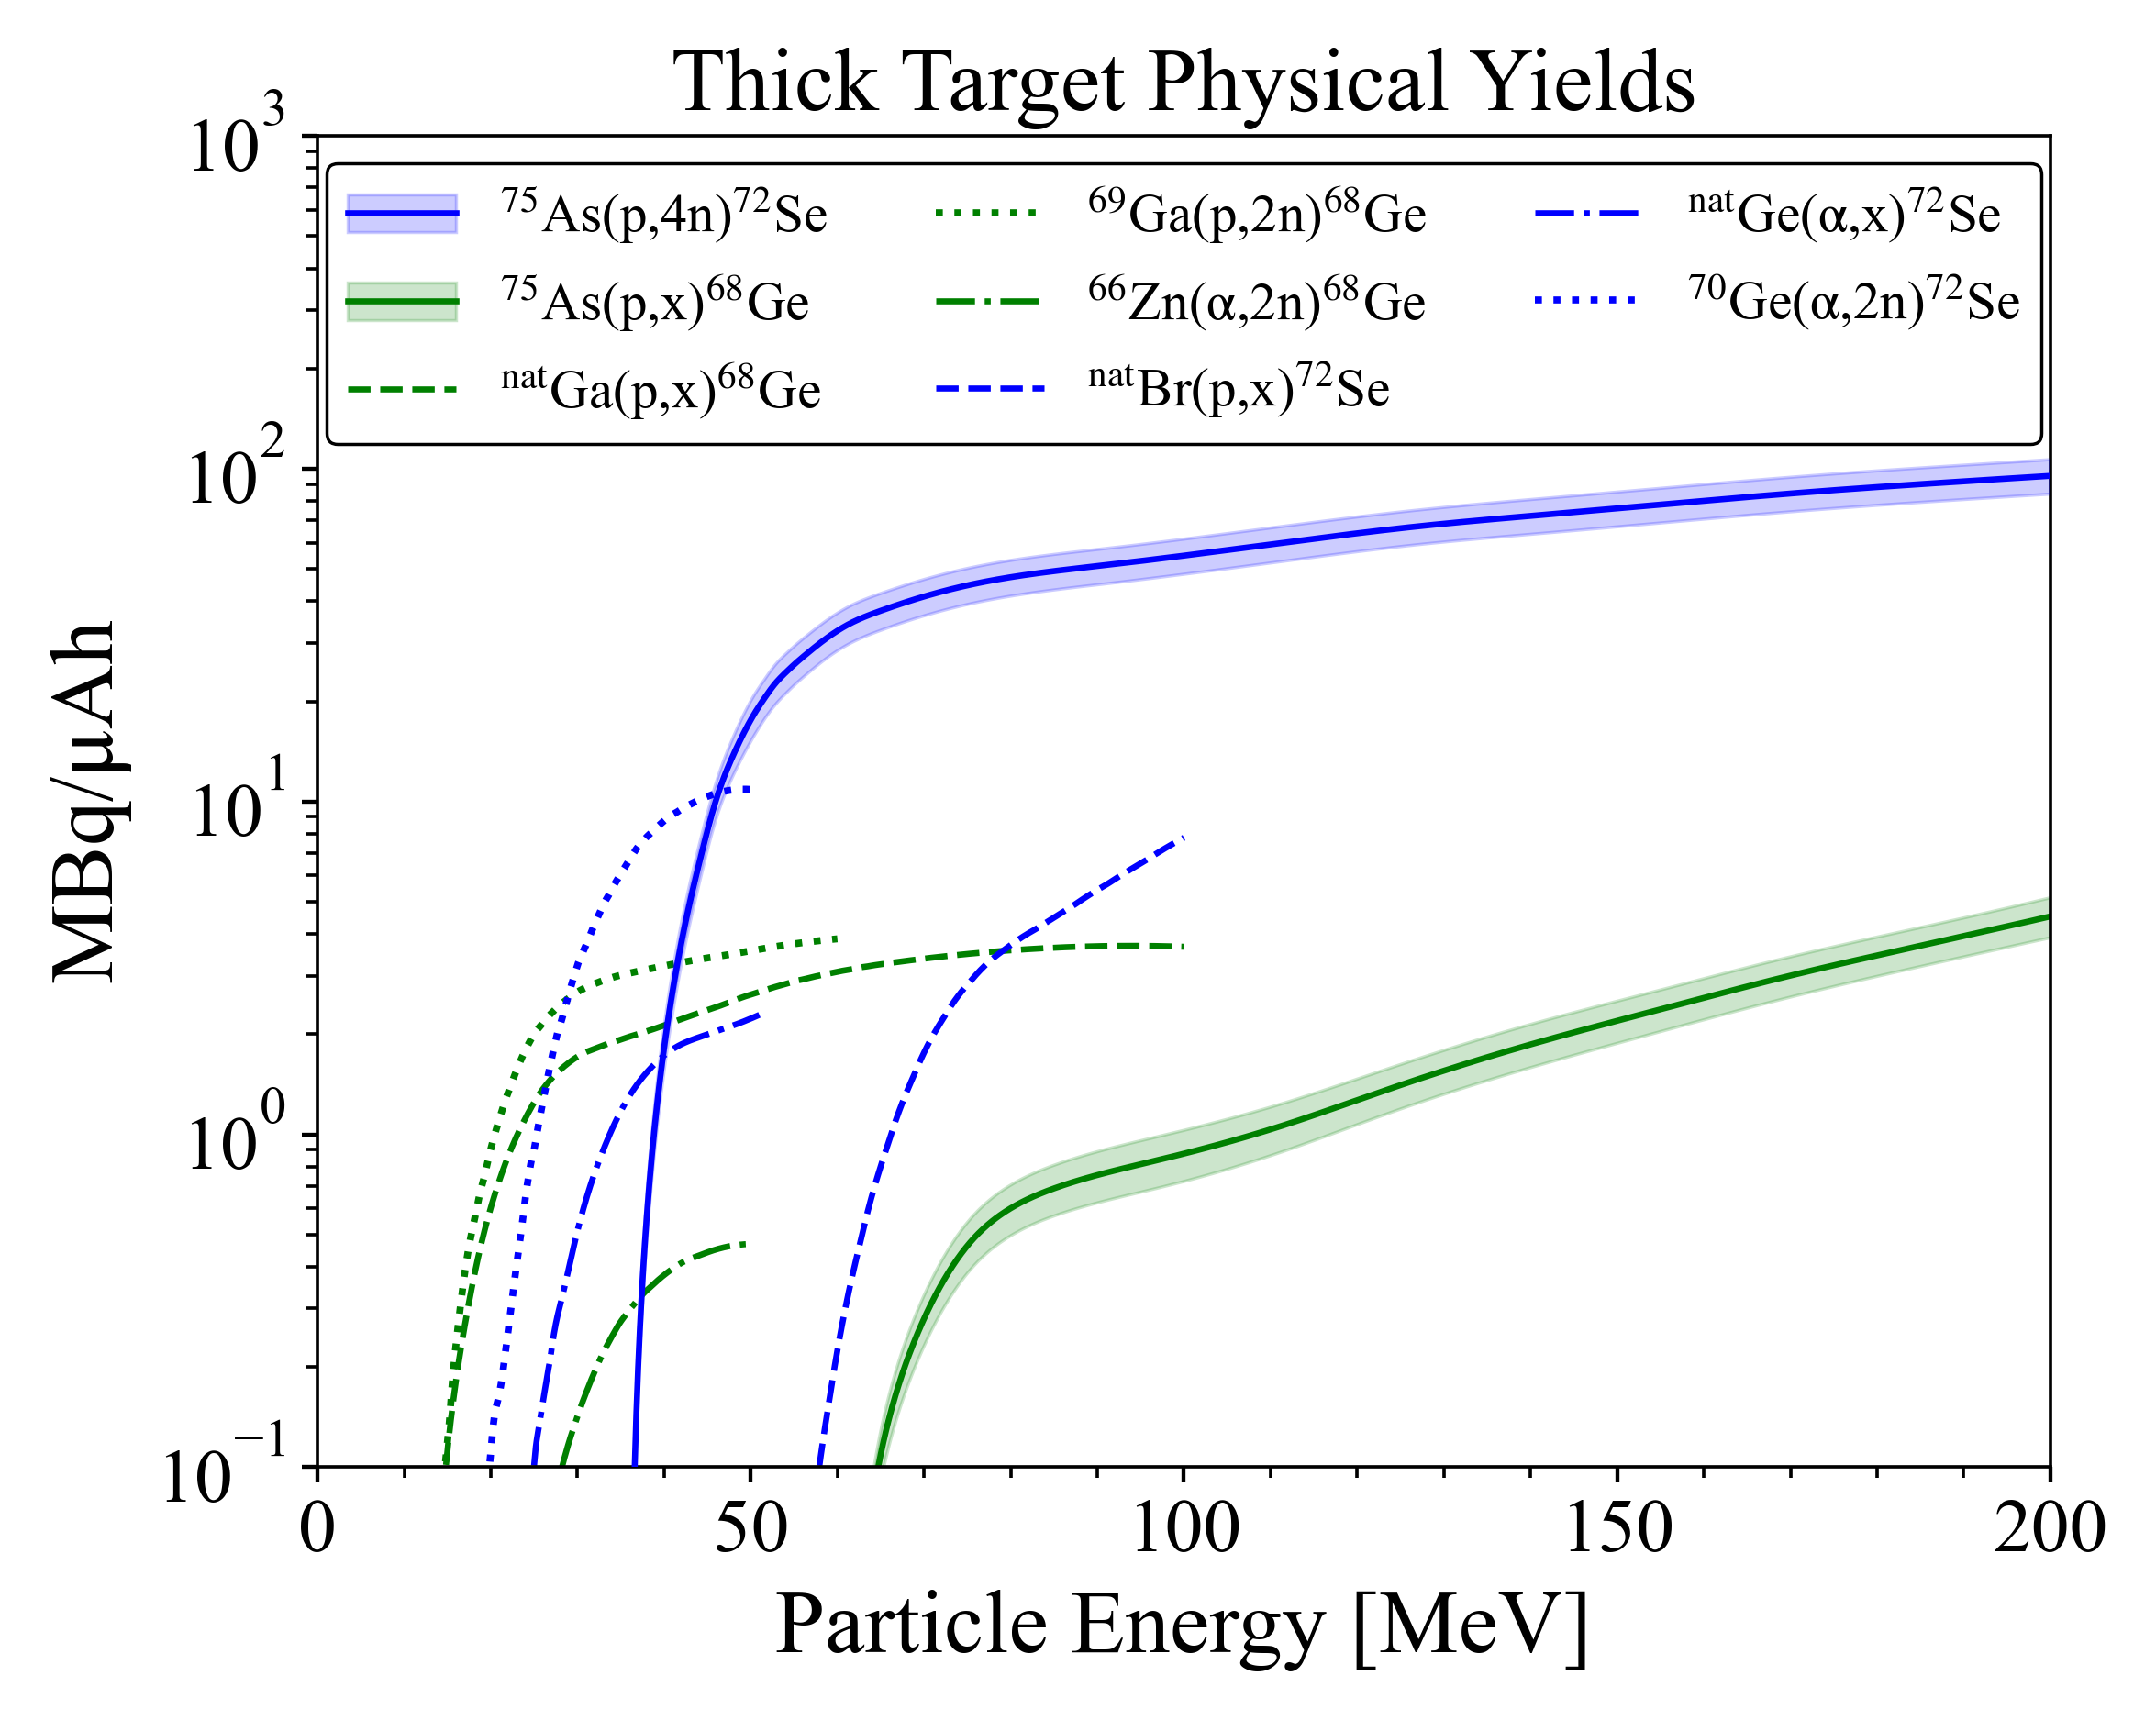 Thick Target Physical Yields
10³
⁷⁵As(p,4n)⁷²Se
⁶⁹Ga(p,2n)⁶⁸Ge
ⁿᵃᵗGe(α,x)⁷²Se
⁷⁵As(p,x)⁶⁸Ge
⁶⁶Zn(α,2n)⁶⁸Ge
⁷⁰Ge(α,2n)⁷²Se
ⁿᵃᵗGa(p,x)⁶⁸Ge
ⁿᵃᵗBr(p,x)⁷²Se
10²
10¹
10⁰
10⁻¹
MBq/μAh
0 50 100 150 200
Particle Energy [MeV]